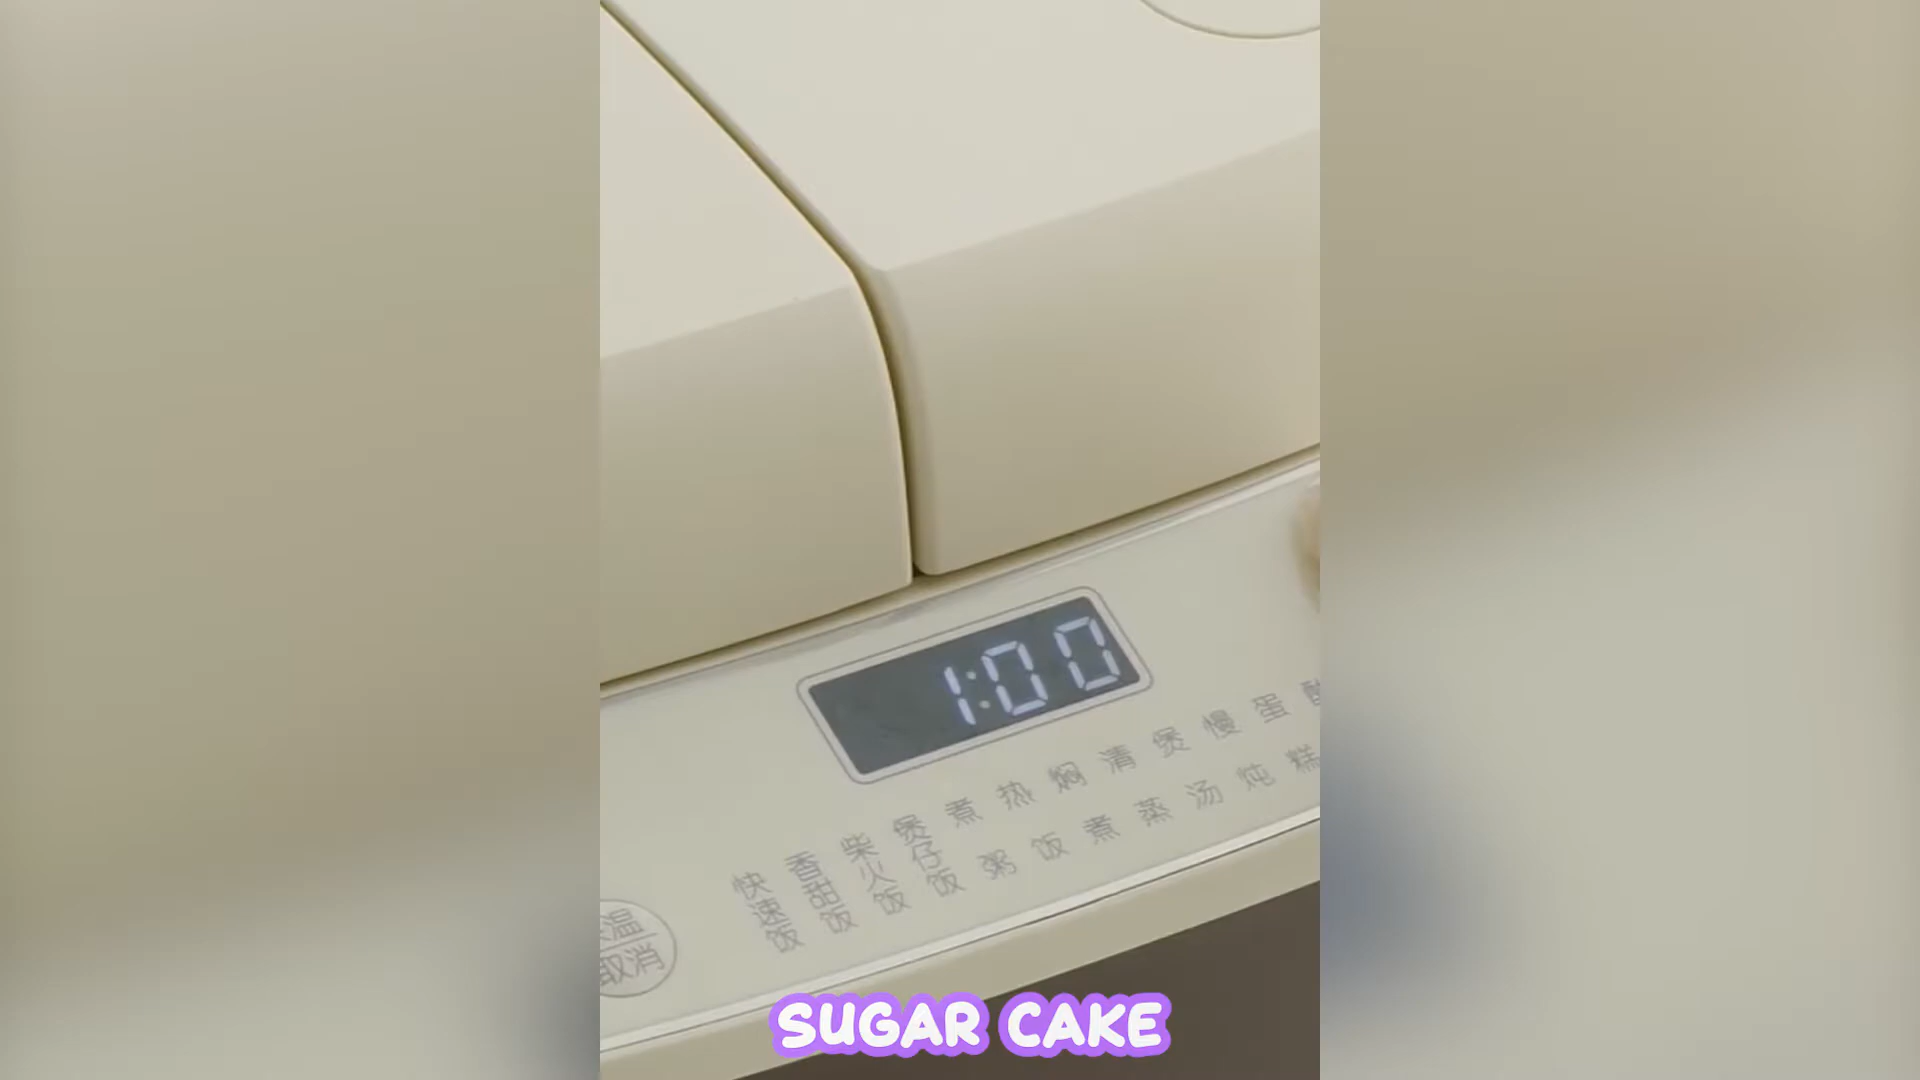 1:00
快速饭
香甜饭
柴火饭
煲仔饭
煮粥
热饭
焖煮
清蒸
煲汤
慢炖
蛋糕
温
取消
SUGAR CAKE